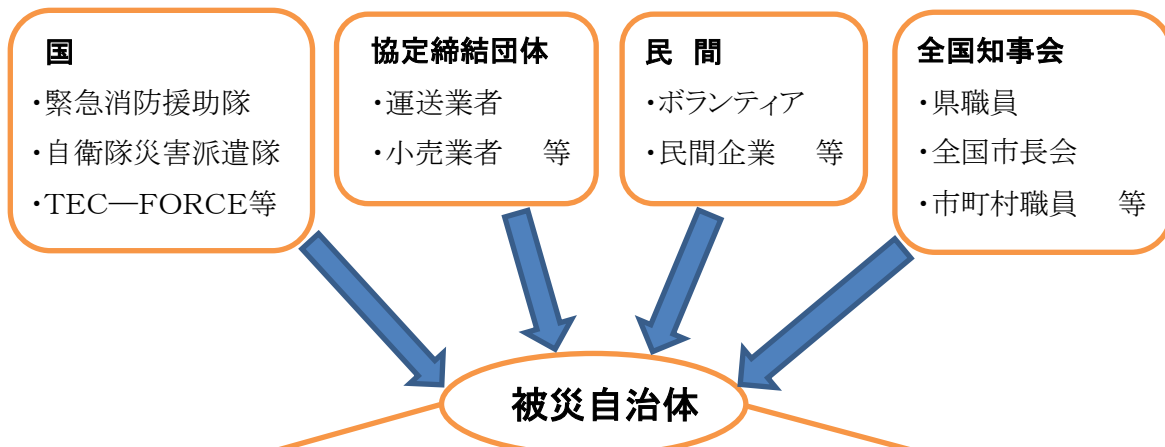 国
・緊急消防援助隊
・自衛隊災害派遣隊
・TEC―FORCE等
協定締結団体
・運送業者
・小売業者　等
民　間
・ボランティア
・民間企業　等
全国知事会
・県職員
・全国市長会
・市町村職員　等
被災自治体